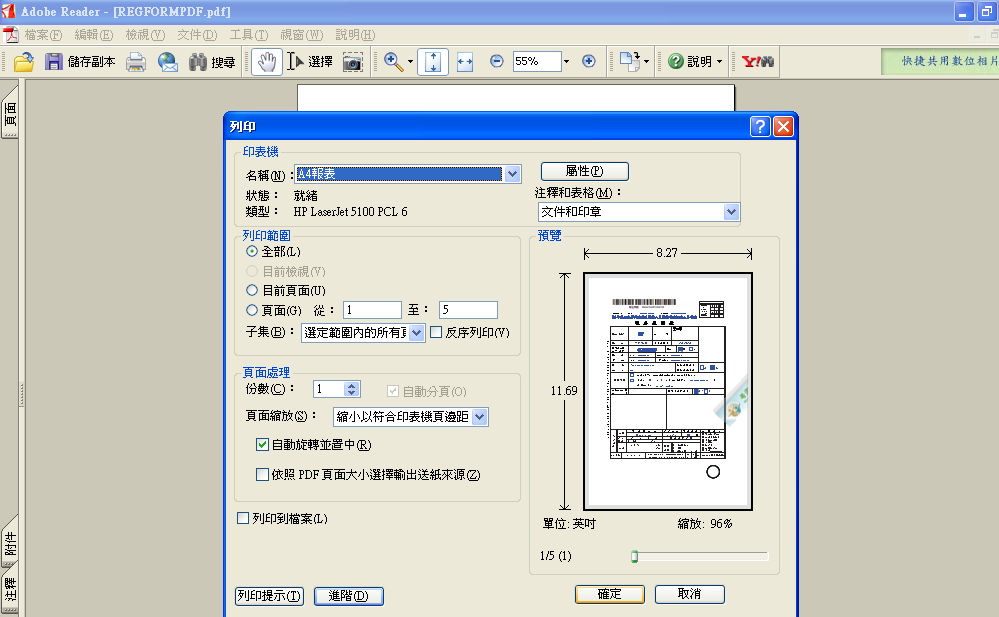 Adobe Reader - [REGFORMPDF.pdf]
檔案(F) 編輯(E) 檢視(V) 文件(D) 工具(T) 視窗(W) 說明(H)
儲存副本 搜尋 選擇 55% 說明 Y! 快捷共用數位相片
頁面
列印
印表機
名稱(N)： A4報表 屬性(P)
狀態： 就緒 注釋和表格(M)：
類型： HP LaserJet 5100 PCL 6 文件和印章
列印範圍 預覽
全部(L) 8.27
目前檢視(V)
目前頁面(U)
頁面(G) 從： 1 至： 5
子集(B)： 選定範圍內的所有頁 反序列印(V)
頁面處理
份數(C)： 1 自動分頁(O) 11.69
頁面縮放(S)： 縮小以符合印表機頁邊距
自動旋轉並置中(R)
依照 PDF 頁面大小選擇輸出送紙來源(Z)
列印到檔案(L) 單位: 英吋 縮放: 96%
附件
1/5 (1)
注釋
列印提示(T) 進階(D) 確定 取消